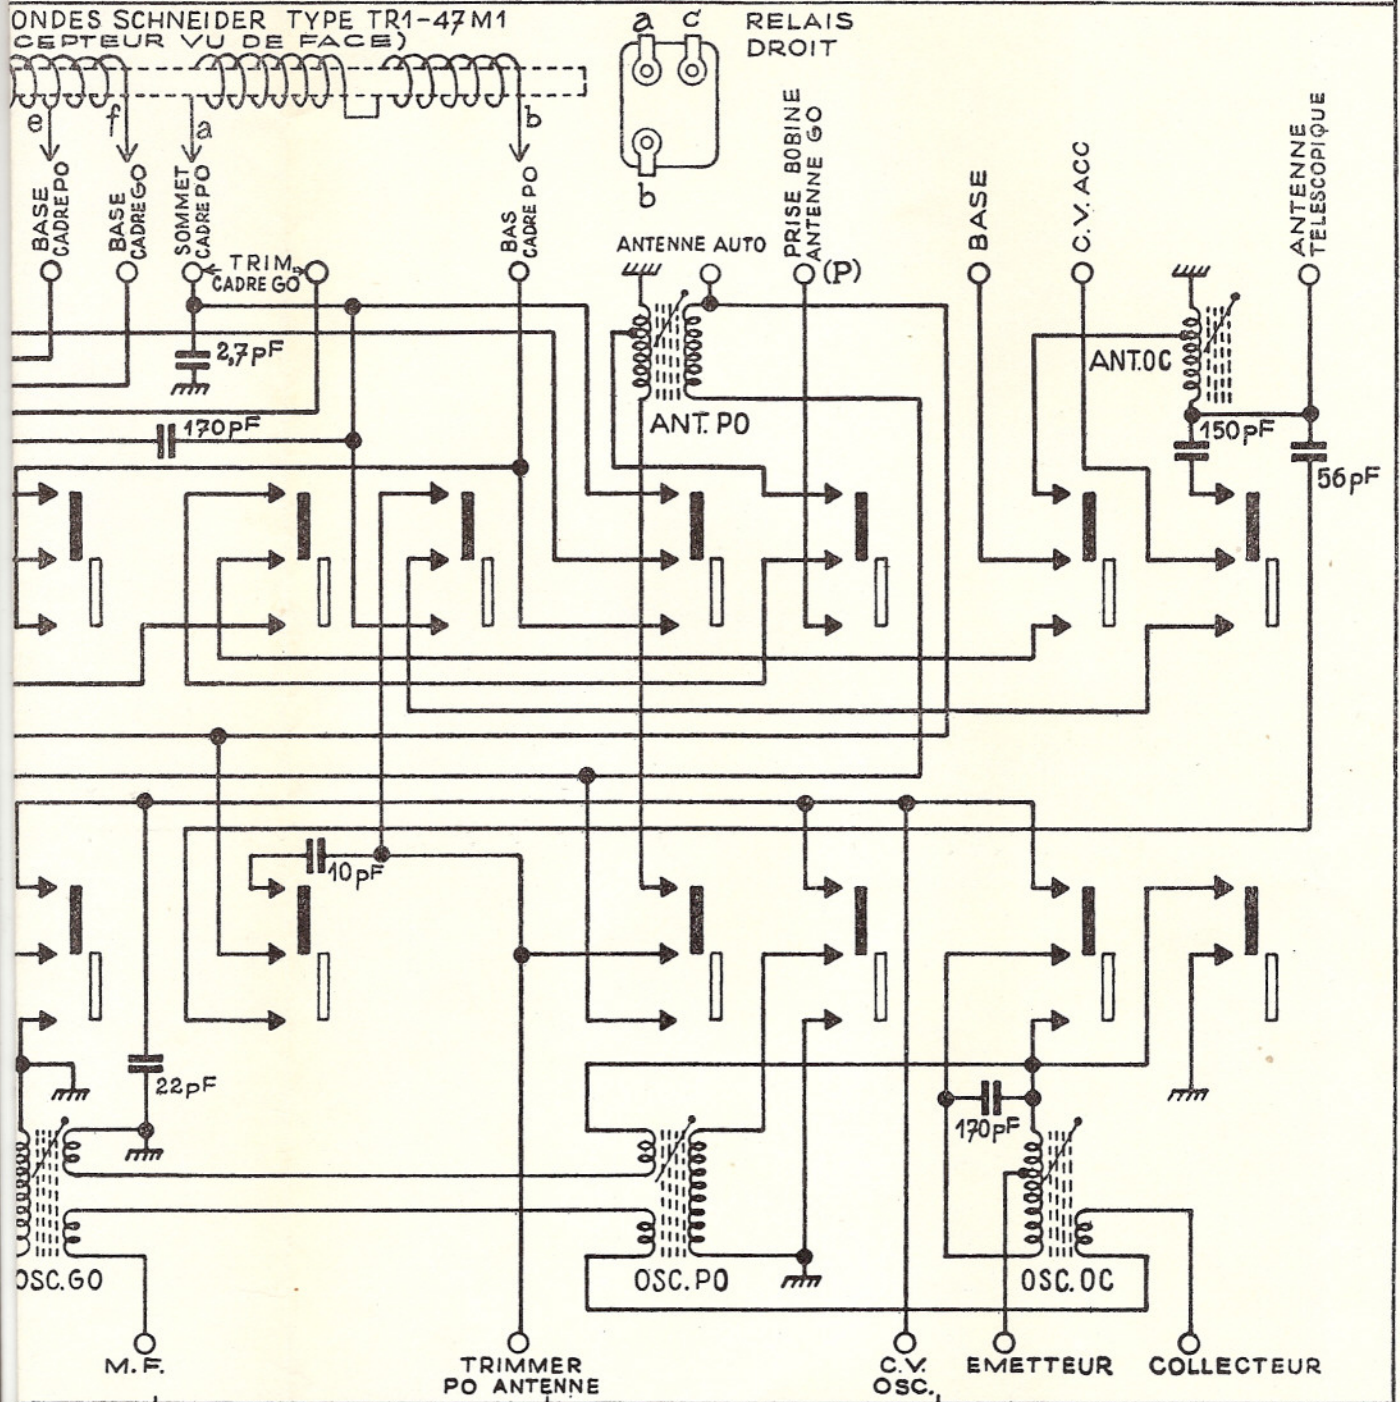 ONDES SCHNEIDER TYPE TR1-47M1
CEPTEUR VU DE FACE)
a c
RELAIS
DROIT
b
e f a b
BASE
CADRE PO
BASE
CADRE GO
SOMMET
CADRE PO
TRIM.
CADRE GO
BAS
CADRE PO
ANTENNE AUTO
PRISE BOBINE
ANTENNE GO
(P)
BASE
C.V. ACC
ANTENNE
TELESCOPIQUE
2,7pF
170pF
ANT. PO
ANT.OC
150pF
56pF
10pF
22pF
170pF
OSC.GO
OSC.PO
OSC.OC
M.F.
TRIMMER
PO ANTENNE
C.V.
OSC.
EMETTEUR
COLLECTEUR